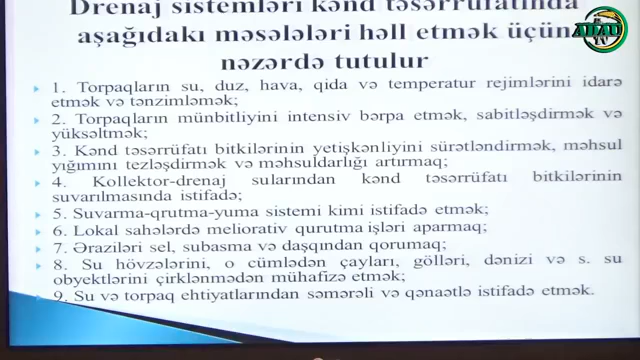 Drenaj sistemləri kənd təsərrüfatında
aşağıdakı məsələləri həll etmək üçün
nəzərdə tutulur
ADAU
TV
1. Torpaqların su, duz, hava, qida və temperatur rejimlərini idarə
etmək və tənzimləmək;
2. Torpaqların münbitliyini intensiv bərpa etmək, sabitləşdirmək və
yüksəltmək;
3. Kənd təsərrüfatı bitkilərinin yetişkənliyini sürətləndirmək, məhsul
yığımını tezləşdirmək və məhsuldarlığı artırmaq;
4. Kollektor-drenaj sularından kənd təsərrüfatı bitkilərinin
suvarılmasında istifadə;
5. Suvarma-qrutma-yuma sistemi kimi istifadə etmək;
6. Lokal sahələrdə meliorativ qurutma işləri aparmaq;
7. Əraziləri sel, subasma və daşqından qorumaq;
8. Su hövzələrini, o cümlədən çayları, gölləri, dənizi və s. su
obyektlərini çirklənmədən mühafizə etmək;
9. Su və torpaq ehtiyatlarından səmərəli və qənaətlə istifadə etmək.